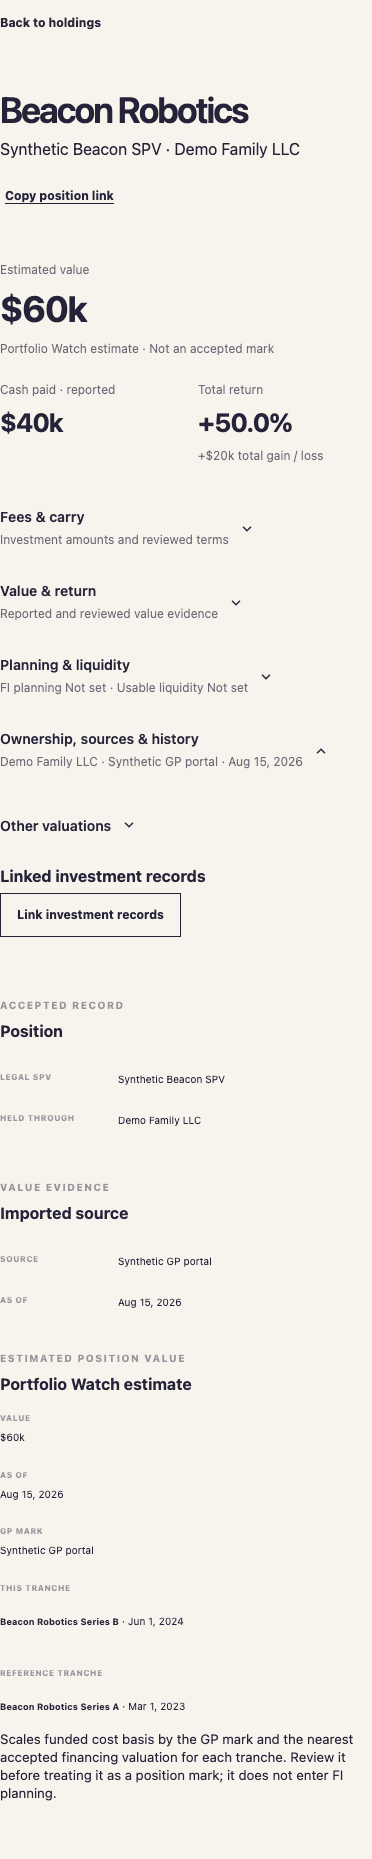 Back to holdings
Beacon Robotics
Synthetic Beacon SPV · Demo Family LLC
Copy position link
Estimated value
$60k
Portfolio Watch estimate · Not an accepted mark
Cash paid · reported
$40k
Total return
+50.0%
+$20k total gain / loss
Fees & carry
Investment amounts and reviewed terms
Value & return
Reported and reviewed value evidence
Planning & liquidity
FI planning Not set · Usable liquidity Not set
Ownership, sources & history
Demo Family LLC · Synthetic GP portal · Aug 15, 2026
Other valuations
Linked investment records
Link investment records
ACCEPTED RECORD
Position
LEGAL SPV
Synthetic Beacon SPV
HELD THROUGH
Demo Family LLC
VALUE EVIDENCE
Imported source
SOURCE
Synthetic GP portal
AS OF
Aug 15, 2026
ESTIMATED POSITION VALUE
Portfolio Watch estimate
VALUE
$60k
AS OF
Aug 15, 2026
GP MARK
Synthetic GP portal
THIS TRANCHE
Beacon Robotics Series B · Jun 1, 2024
REFERENCE TRANCHE
Beacon Robotics Series A · Mar 1, 2023
Scales funded cost basis by the GP mark and the nearest
accepted financing valuation for each tranche. Review it
before treating it as a position mark; it does not enter FI
planning.